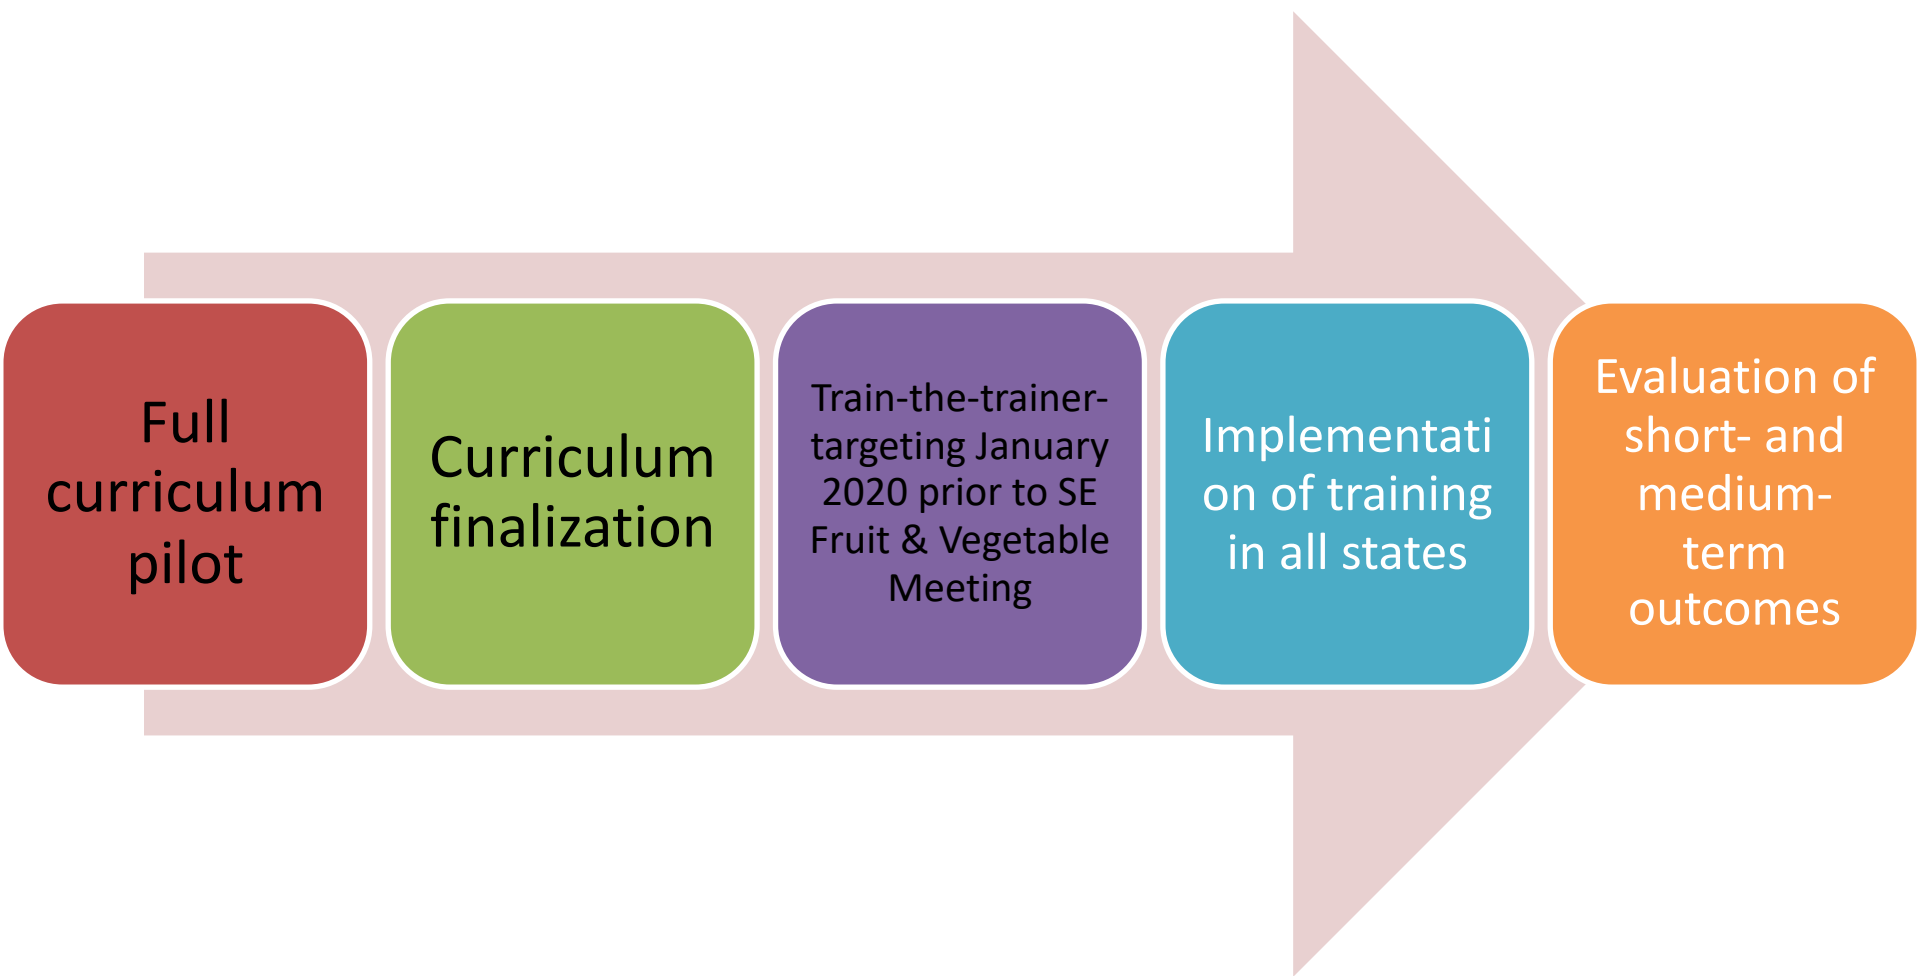 Full
curriculum
pilot
Curriculum
finalization
Train-the-trainer-
targeting January
2020 prior to SE
Fruit & Vegetable
Meeting
Implementati
on of training
in all states
Evaluation of
short- and
medium-
term
outcomes